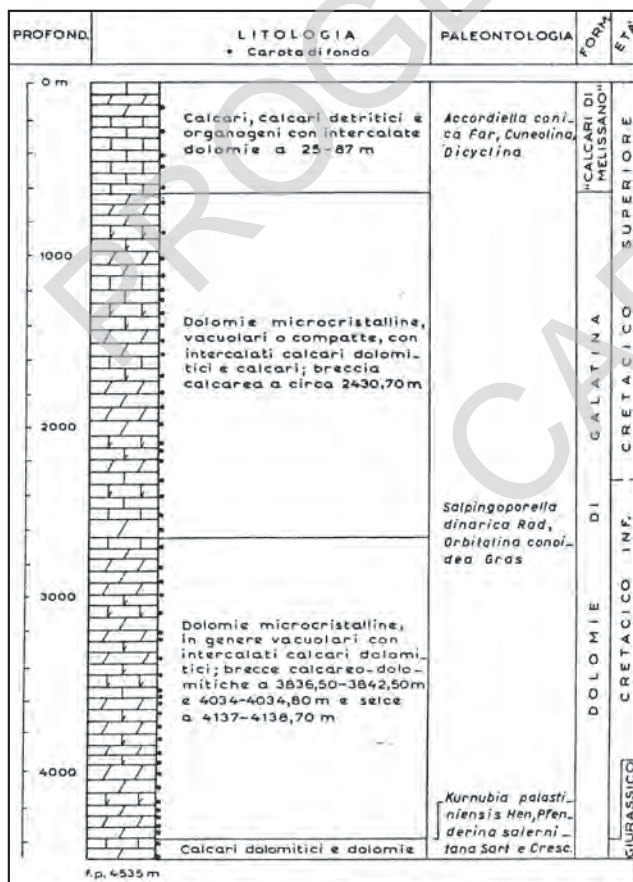 PROFOND.
LITOLOGIA
• Carota di fondo
PALEONTOLOGIA
FORM.
ETA'
0 m
1000
2000
3000
4000
f.p. 4535 m
Calcari, calcari detritici e
organogeni con intercalate
dolomie a 25-87 m
Dolomie microcristalline,
vacuolari o compatte, con
intercalati calcari dolomi_
tici e calcari; breccia
calcarea a circa 2430,70 m
Dolomie microcristalline,
in genere vacuolari con
intercalati calcari dolomi_
tici; brecce calcareo-dolo_
mitiche a 3836,50-3842,50m
e 4034-4034,80 m e selce
a 4137-4138,70 m
Calcari dolomitici e dolomie
Accordiella coni_
ca Far, Cuneolina,
Dicyclina
Salpingoporella
dinarica Rad,
Orbitolina conoi_
dea Gras
Kurnubia palasti_
niensis Hen, Pfen_
derina salerni_
tana Sart e Cresc.
"CALCARI DI
MELISSANO"
DOLOMIE DI GALATINA
CRETACICO SUPERIORE
CRETACICO INF.
GIURASSICO